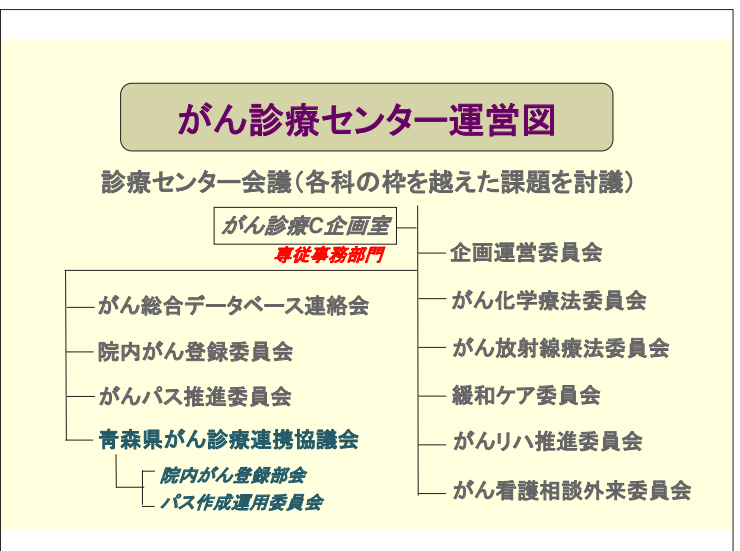 がん診療センター運営図
診療センター会議（各科の枠を越えた課題を討議）
がん診療C企画室
専従事務部門
がん総合データベース連絡会
院内がん登録委員会
がんパス推進委員会
青森県がん診療連携協議会
院内がん登録部会
パス作成運用委員会
企画運営委員会
がん化学療法委員会
がん放射線療法委員会
緩和ケア委員会
がんリハ推進委員会
がん看護相談外来委員会